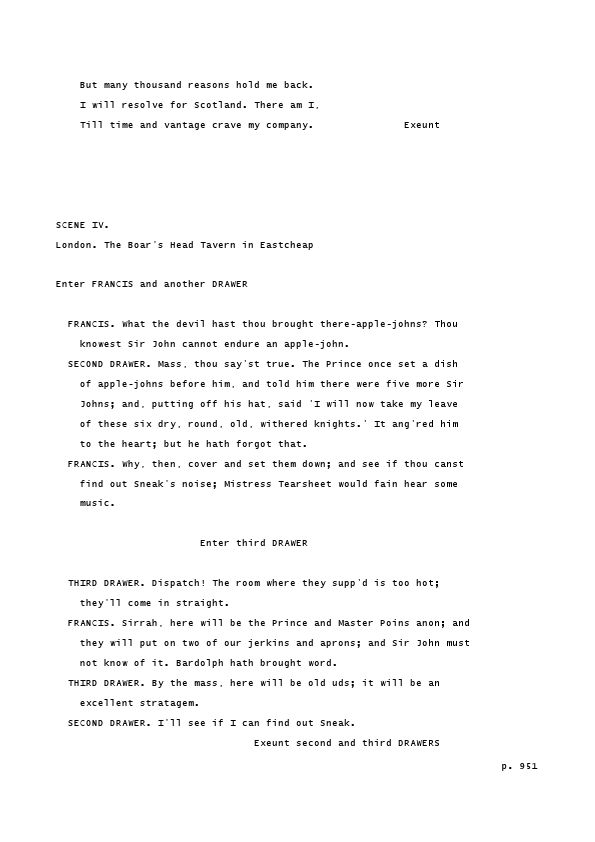 But many thousand reasons hold me back.
I will resolve for Scotland. There am I,
Till time and vantage crave my company. Exeunt
SCENE IV.
London. The Boar's Head Tavern in Eastcheap
Enter FRANCIS and another DRAWER
FRANCIS. What the devil hast thou brought there-apple-johns? Thou
knowest Sir John cannot endure an apple-john.
SECOND DRAWER. Mass, thou say'st true. The Prince once set a dish
of apple-johns before him, and told him there were five more Sir
Johns; and, putting off his hat, said 'I will now take my leave
of these six dry, round, old, withered knights.' It ang'red him
to the heart; but he hath forgot that.
FRANCIS. Why, then, cover and set them down; and see if thou canst
find out Sneak's noise; Mistress Tearsheet would fain hear some
music.
Enter third DRAWER
THIRD DRAWER. Dispatch! The room where they supp'd is too hot;
they'll come in straight.
FRANCIS. Sirrah, here will be the Prince and Master Poins anon; and
they will put on two of our jerkins and aprons; and Sir John must
not know of it. Bardolph hath brought word.
THIRD DRAWER. By the mass, here will be old uds; it will be an
excellent stratagem.
SECOND DRAWER. I'll see if I can find out Sneak.
Exeunt second and third DRAWERS
p. 951